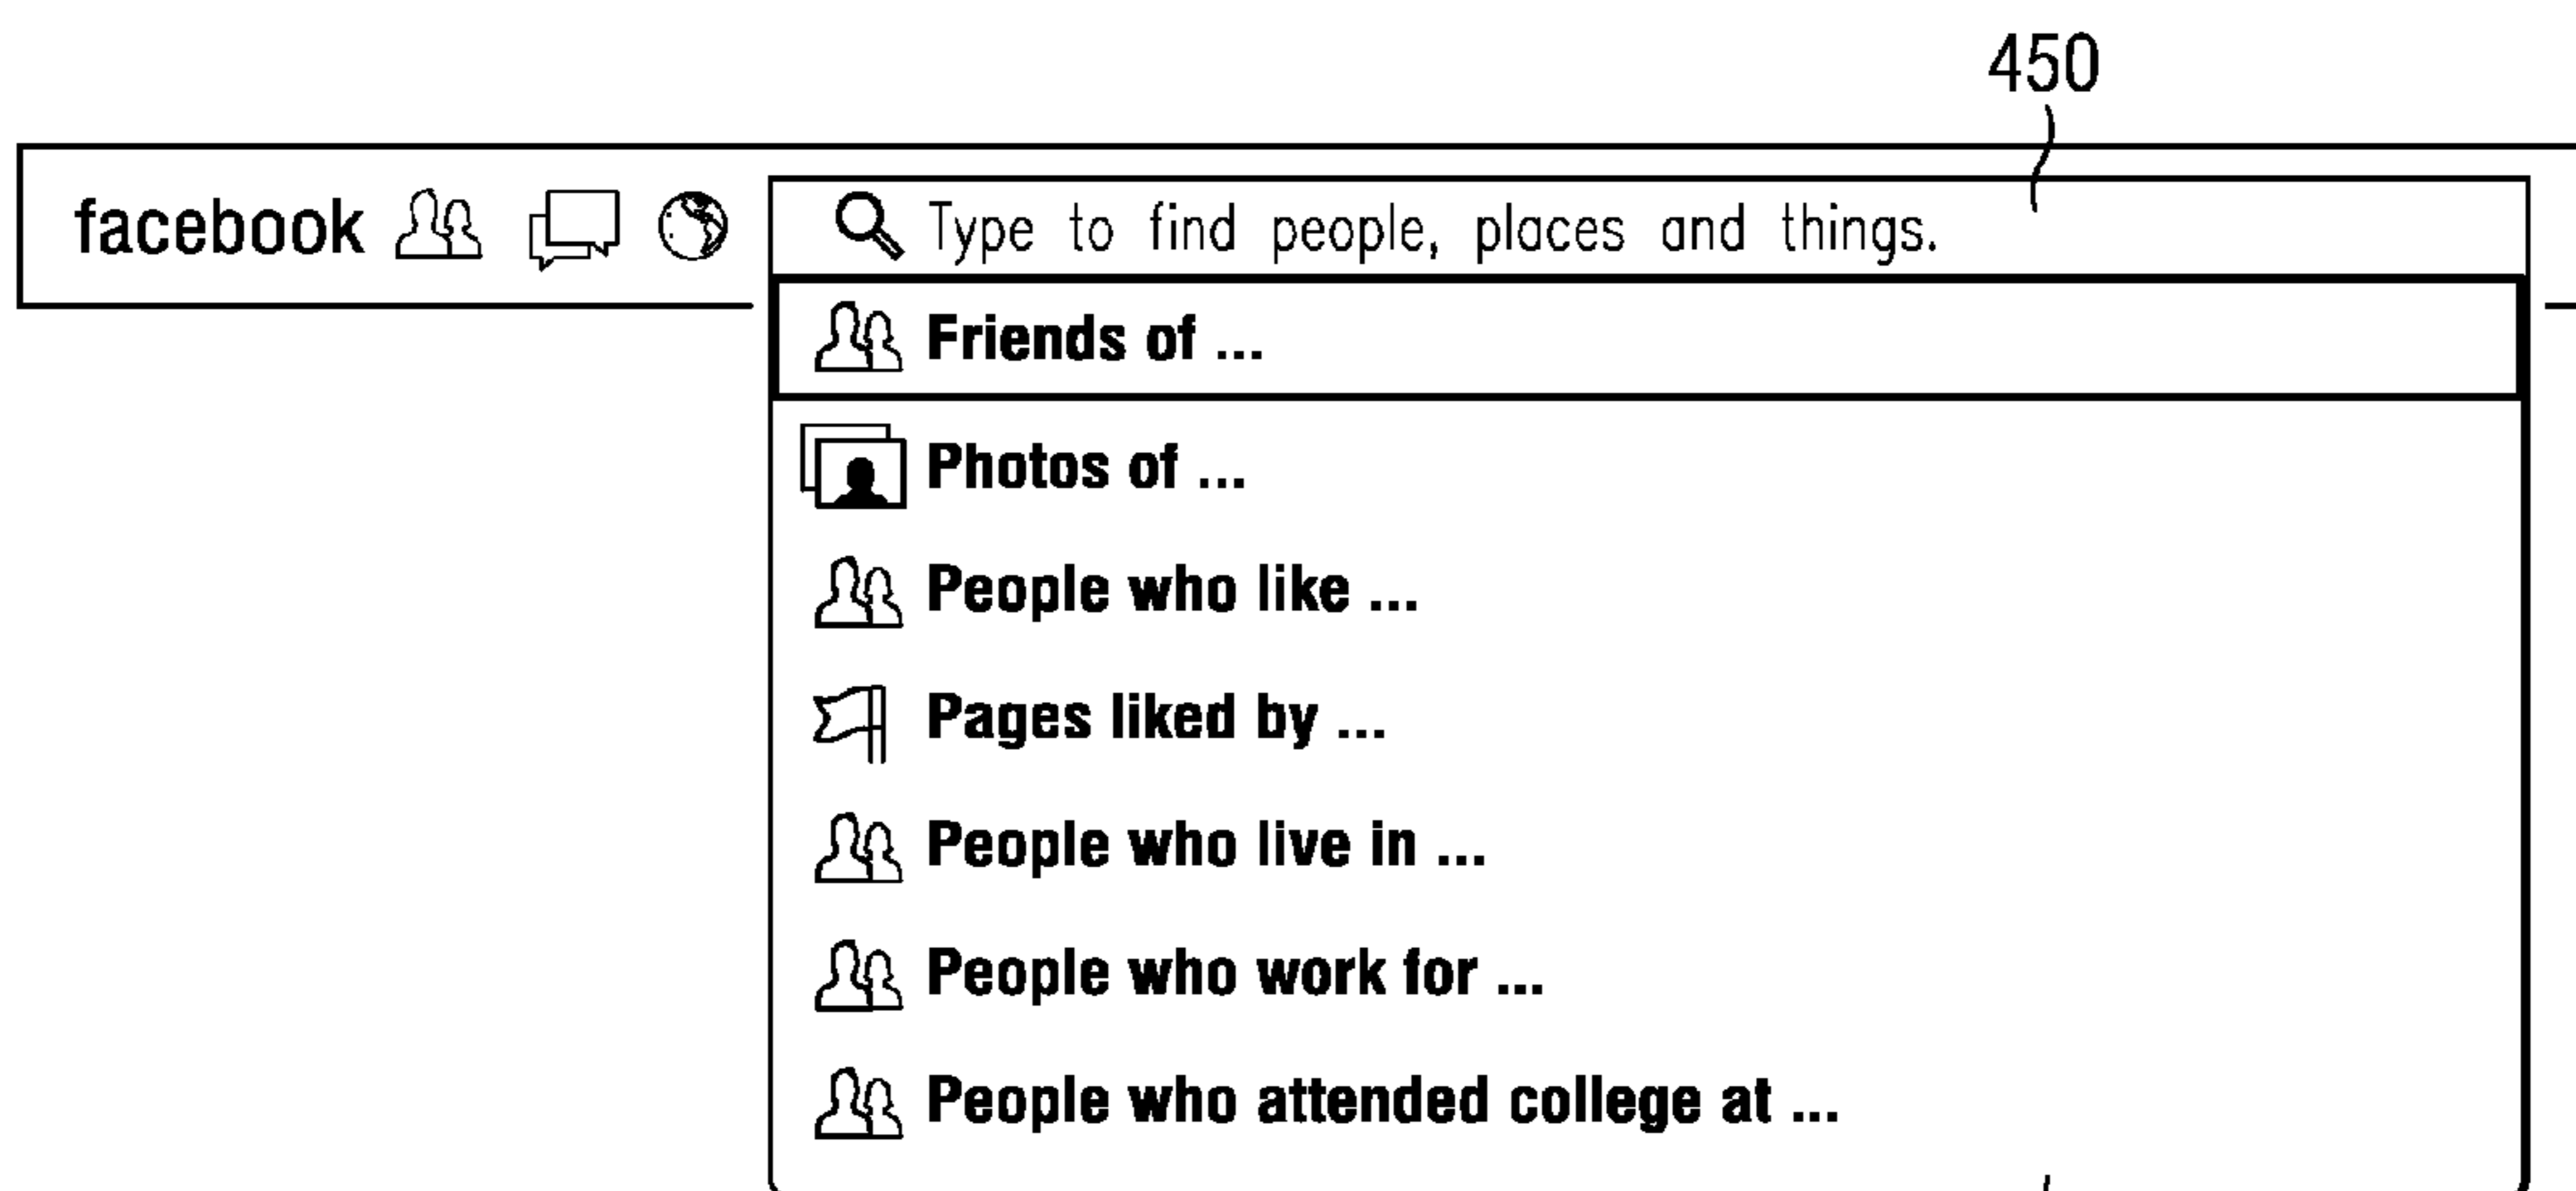 450
facebook Type to find people, places and things.
Friends of ...
Photos of ...
People who like ...
Pages liked by ...
People who live in ...
People who work for ...
People who attended college at ...